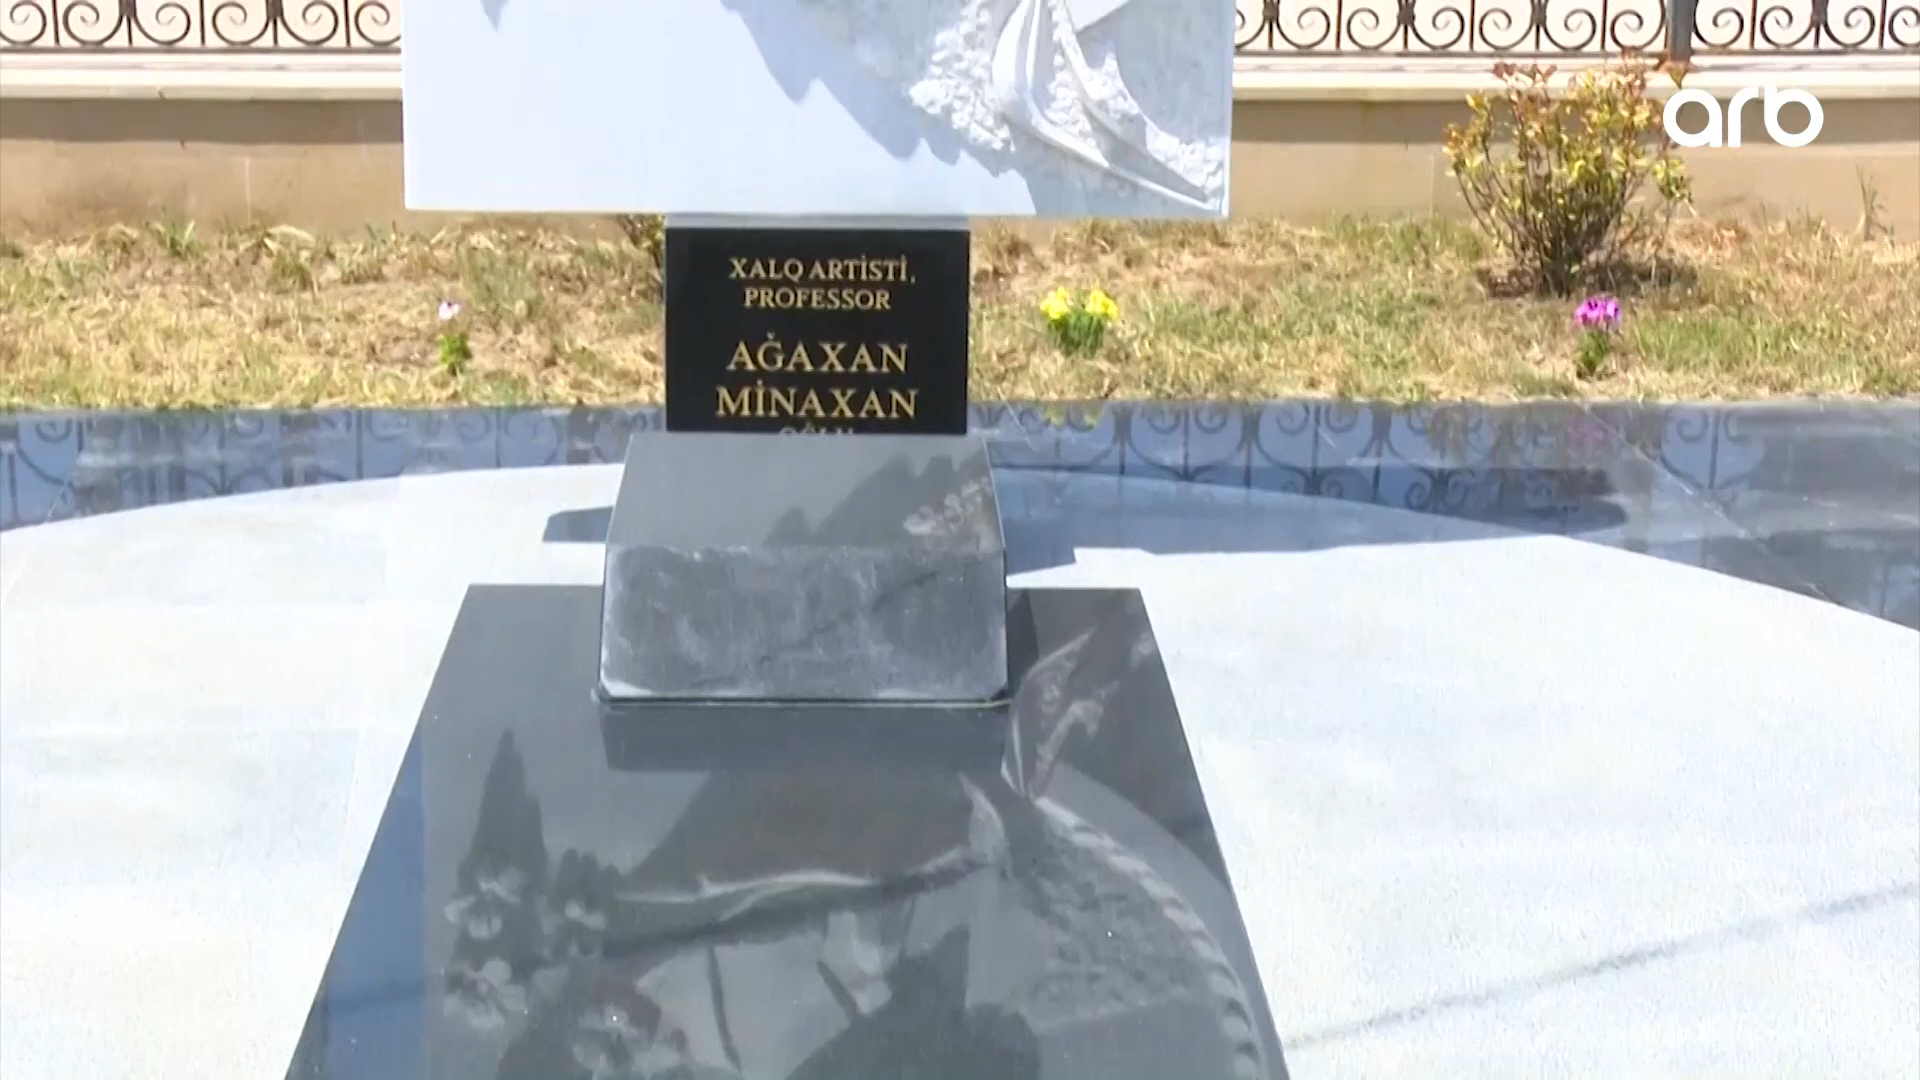 arb
XALQ ARTİSTİ,
PROFESSOR
AĞAXAN
MİNAXAN